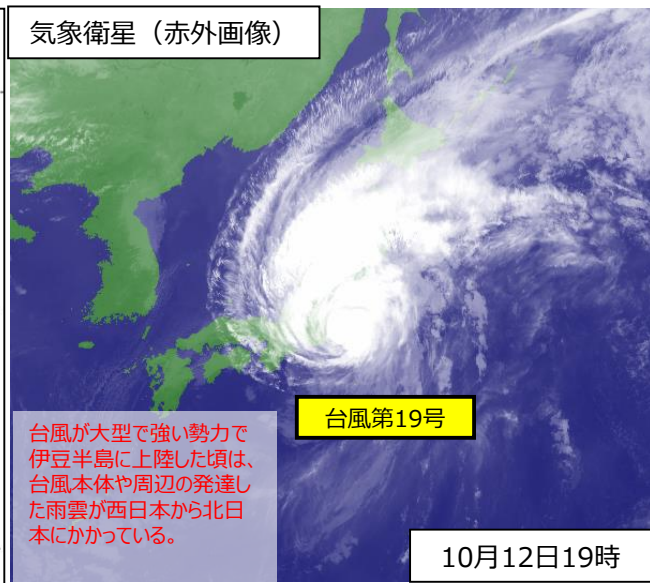 気象衛星（赤外画像）
台風第19号
台風が大型で強い勢力で
伊豆半島に上陸した頃は、
台風本体や周辺の発達し
た雨雲が西日本から北日
本にかかっている。
10月12日19時